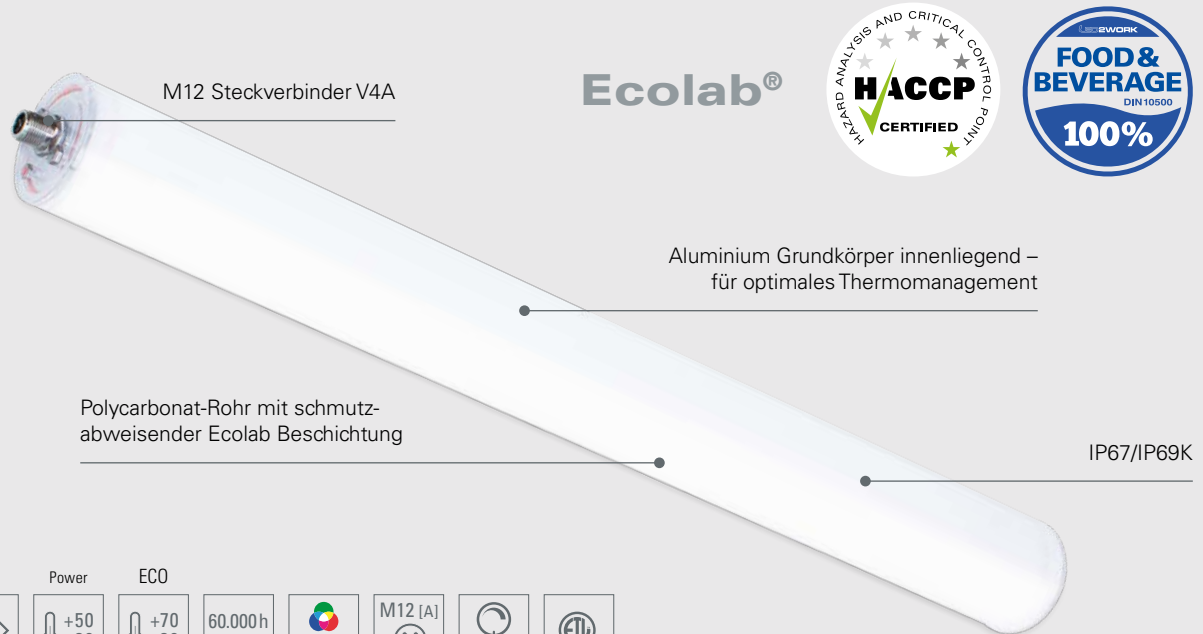 M12 Steckverbinder V4A
Ecolab®
HAZARD ANALYSIS AND CRITICAL CONTROL POINT
HACCP
CERTIFIED
LED2WORK
FOOD &
BEVERAGE
DIN 10500
100%
Aluminium Grundkörper innenliegend –
für optimales Thermomanagement
Polycarbonat-Rohr mit schmutz-
abweisender Ecolab Beschichtung
IP67/IP69K
Power
ECO
+50
+70
60.000 h
M12 [A]
ETL